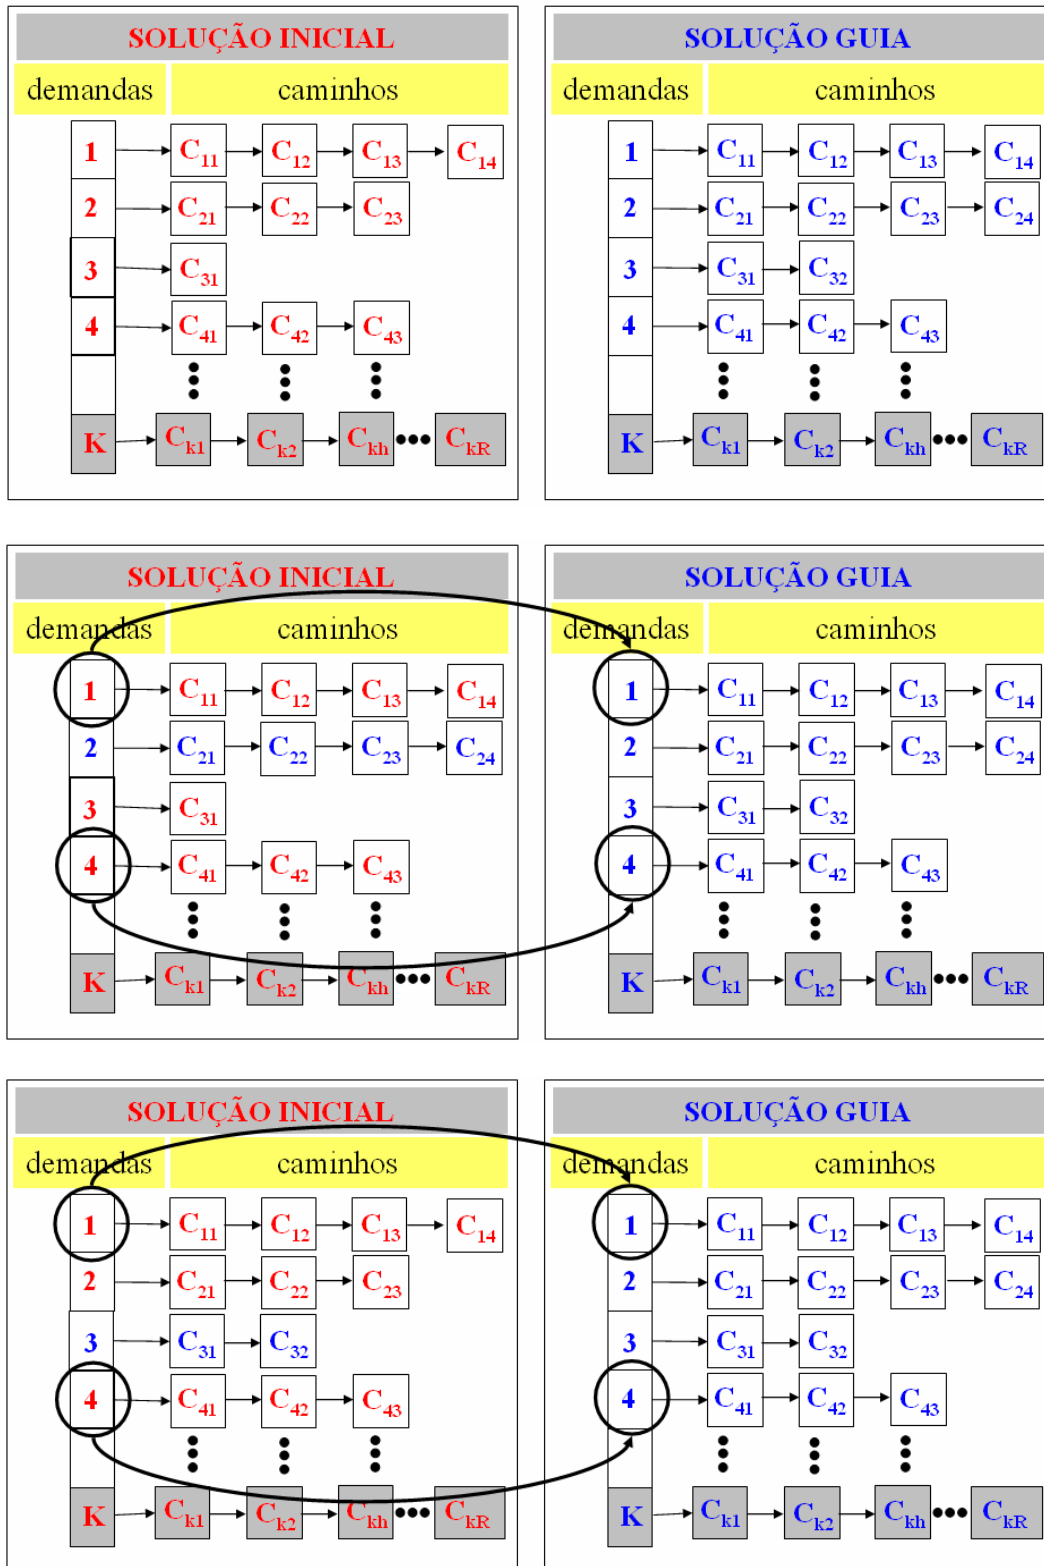 SOLUÇÃO INICIAL
demandas caminhos
1 C11 C12 C13 C14
2 C21 C22 C23
3 C31
4 C41 C42 C43
K Ck1 Ck2 Ckh CkR
SOLUÇÃO GUIA
demandas caminhos
1 C11 C12 C13 C14
2 C21 C22 C23 C24
3 C31 C32
4 C41 C42 C43
K Ck1 Ck2 Ckh CkR
SOLUÇÃO INICIAL
demandas caminhos
1 C11 C12 C13 C14
2 C21 C22 C23 C24
3 C31
4 C41 C42 C43
K Ck1 Ck2 Ckh CkR
SOLUÇÃO GUIA
demandas caminhos
1 C11 C12 C13 C14
2 C21 C22 C23 C24
3 C31 C32
4 C41 C42 C43
K Ck1 Ck2 Ckh CkR
SOLUÇÃO INICIAL
demandas caminhos
1 C11 C12 C13 C14
2 C21 C22 C23
3 C31 C32
4 C41 C42 C43
K Ck1 Ck2 Ckh CkR
SOLUÇÃO GUIA
demandas caminhos
1 C11 C12 C13 C14
2 C21 C22 C23 C24
3 C31 C32
4 C41 C42 C43
K Ck1 Ck2 Ckh CkR